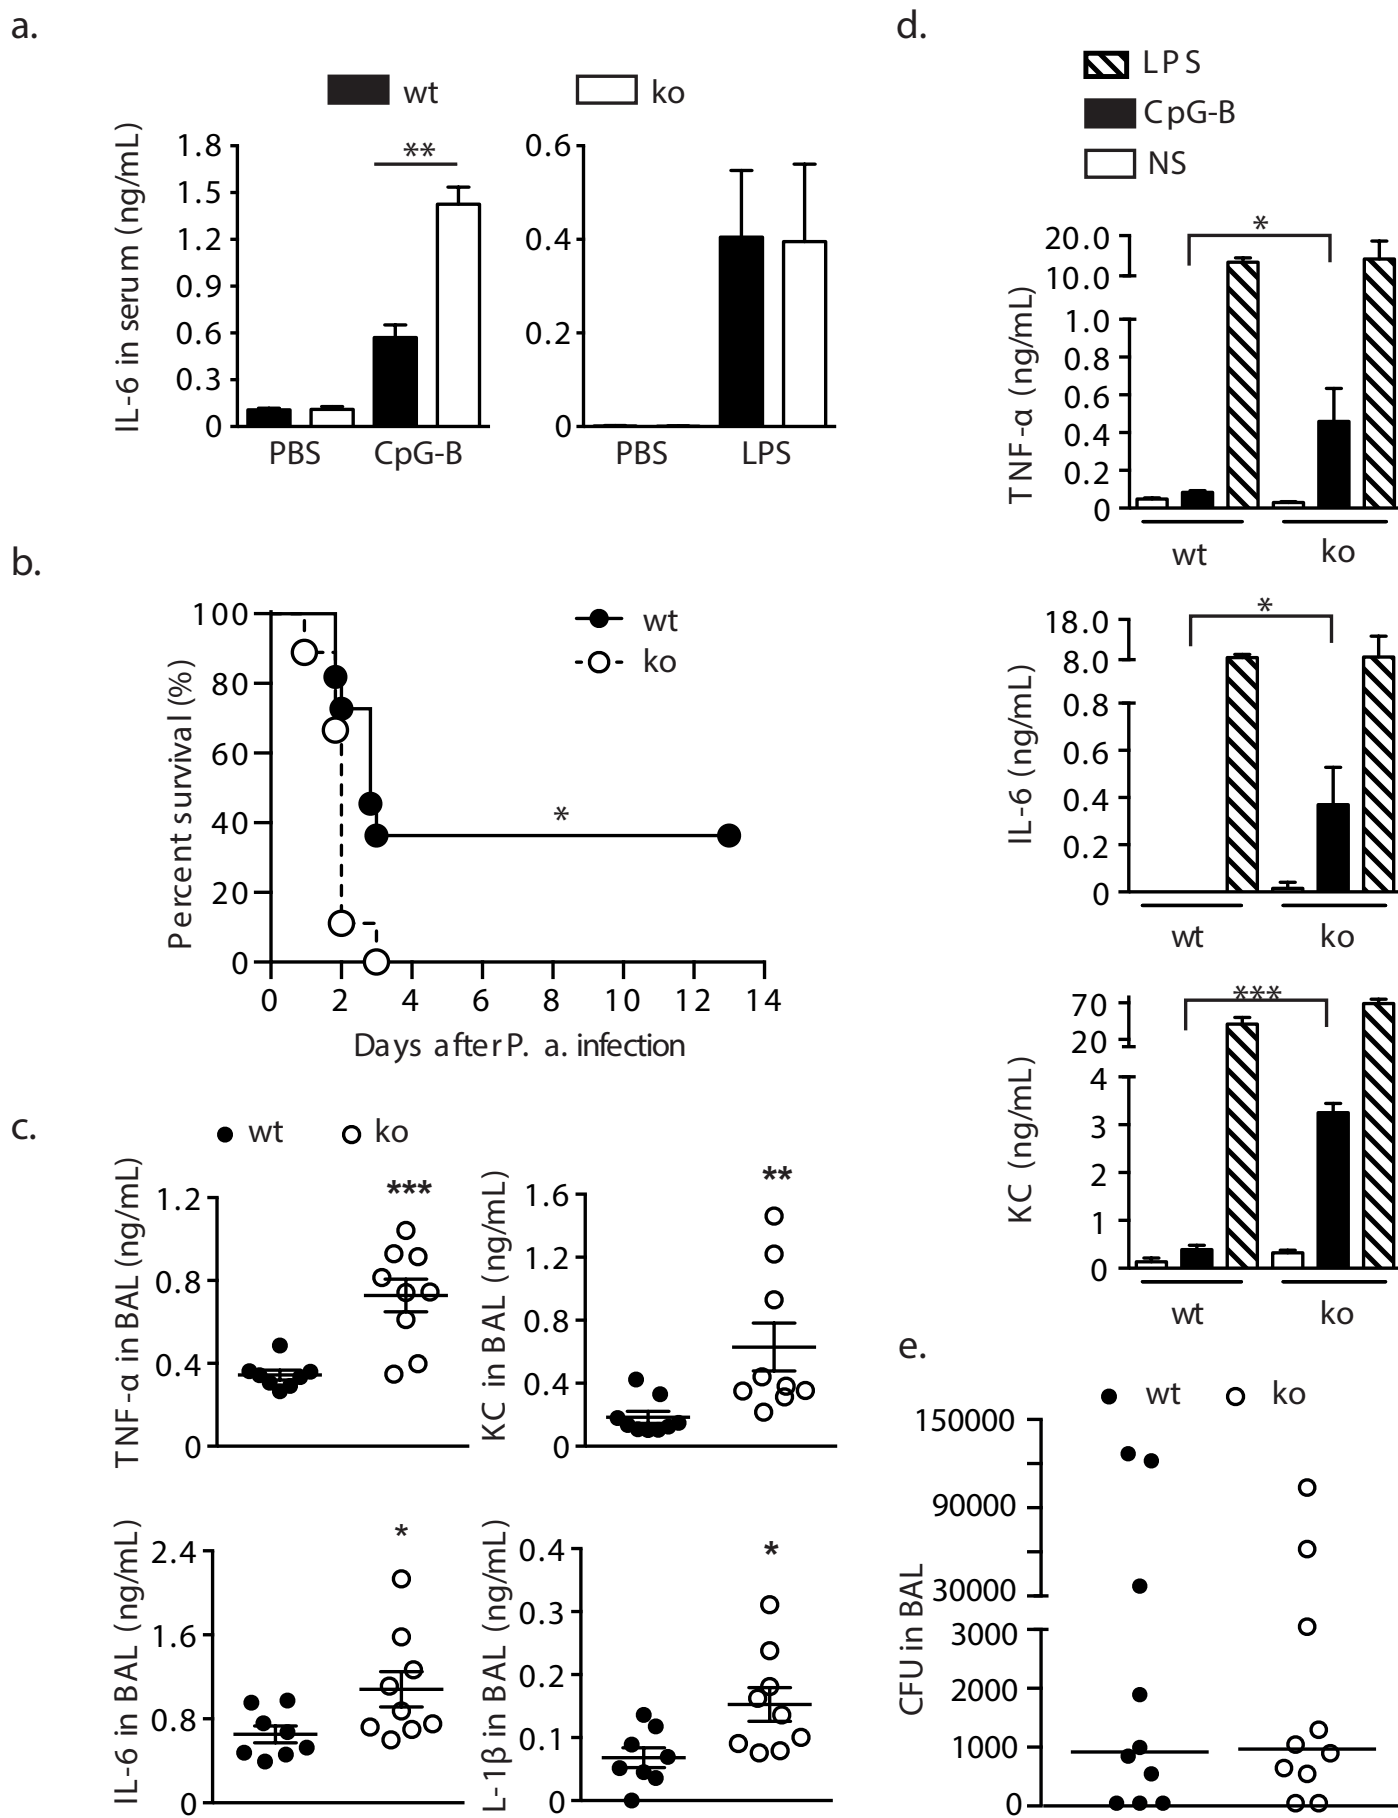 a.
wt
ko
IL-6 in serum (ng/mL)
1.8
1.5
1.2
0.9
0.6
0.3
0
PBS
CpG-B
**
0.6
0.4
0.2
0
PBS
LPS
b.
Percent survival (%)
100
80
60
40
20
0
0 2 4 6 8 10 12 14
Days after P. a. infection
wt
ko
*
c.
wt
ko
TNF-α in BAL (ng/mL)
1.2
0.8
0.4
0
***
KC in BAL (ng/mL)
1.6
1.2
0.8
0.4
0
**
IL-6 in BAL (ng/mL)
2.4
1.6
0.8
0
*
L-1β in BAL (ng/mL)
0.4
0.3
0.2
0.1
0
*
d.
LPS
CpG-B
NS
TNF-α (ng/mL)
20.0
10.0
1.0
0.8
0.6
0.4
0.2
0
*
wt
ko
IL-6 (ng/mL)
18.0
8.0
0.8
0.6
0.4
0.2
0
*
wt
ko
KC (ng/mL)
70
20
4
3
2
1
0
***
wt
ko
e.
wt
ko
CFU in BAL
150000
90000
30000
3000
2000
1000
0